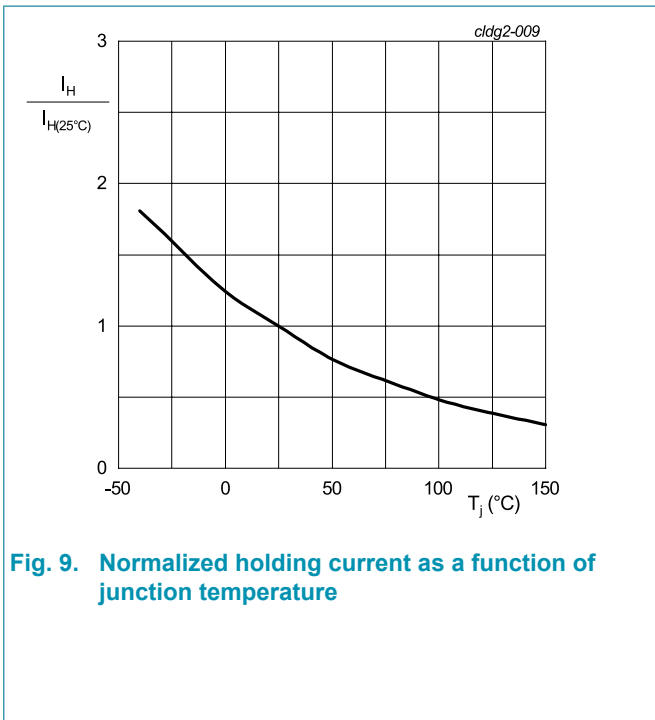 cldg2-009
3
I_H
I_H(25°C)
2
1
0
-50 0 50 100 150
T_j (°C)
Fig. 9. Normalized holding current as a function of
junction temperature